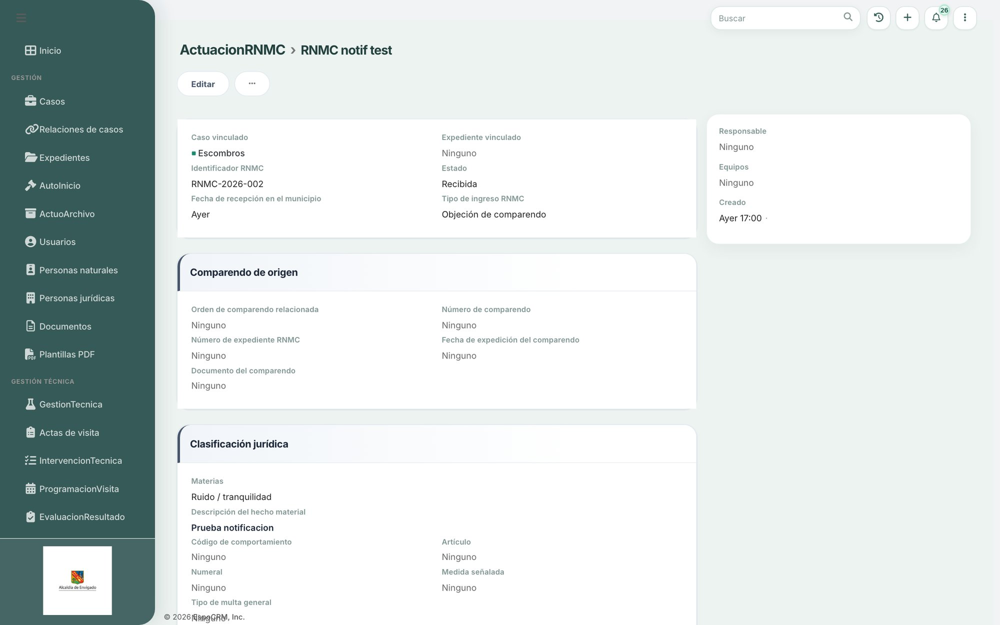 Buscar
26
Inicio
GESTIÓN
Casos
Relaciones de casos
Expedientes
AutoInicio
ActuoArchivo
Usuarios
Personas naturales
Personas jurídicas
Documentos
Plantillas PDF
GESTIÓN TÉCNICA
GestionTecnica
Actas de visita
IntervencionTecnica
ProgramacionVisita
EvaluacionResultado
Alcaldía de Envigado
ActuacionRNMC › RNMC notif test
Editar
Caso vinculado
Escombros
Expediente vinculado
Ninguno
Identificador RNMC
RNMC-2026-002
Estado
Recibida
Fecha de recepción en el municipio
Ayer
Tipo de ingreso RNMC
Objeción de comparendo
Responsable
Ninguno
Equipos
Ninguno
Creado
Ayer 17:00 ·
Comparendo de origen
Orden de comparendo relacionada
Ninguno
Número de comparendo
Ninguno
Número de expediente RNMC
Ninguno
Fecha de expedición del comparendo
Ninguno
Documento del comparendo
Ninguno
Clasificación jurídica
Materias
Ruido / tranquilidad
Descripción del hecho material
Prueba notificacion
Código de comportamiento
Ninguno
Artículo
Ninguno
Numeral
Ninguno
Medida señalada
Ninguno
Tipo de multa general
Ninguno
© 2026 EspoCRM, Inc.